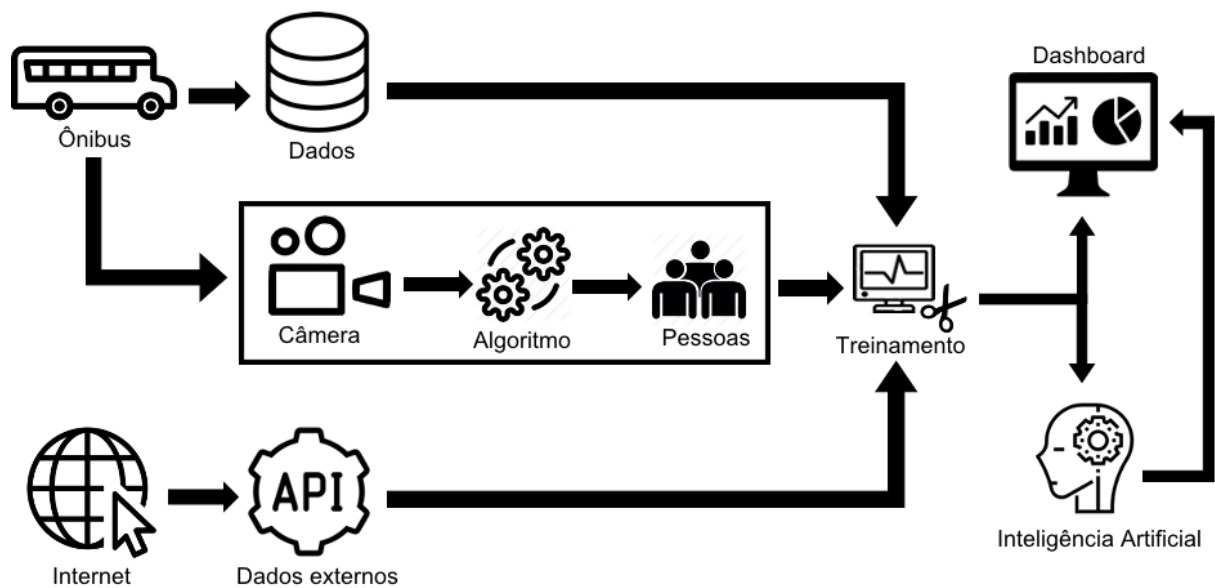 Dashboard
Ônibus
Dados
Câmera
Algoritmo
Pessoas
Treinamento
API
Internet
Dados externos
Inteligência Artificial